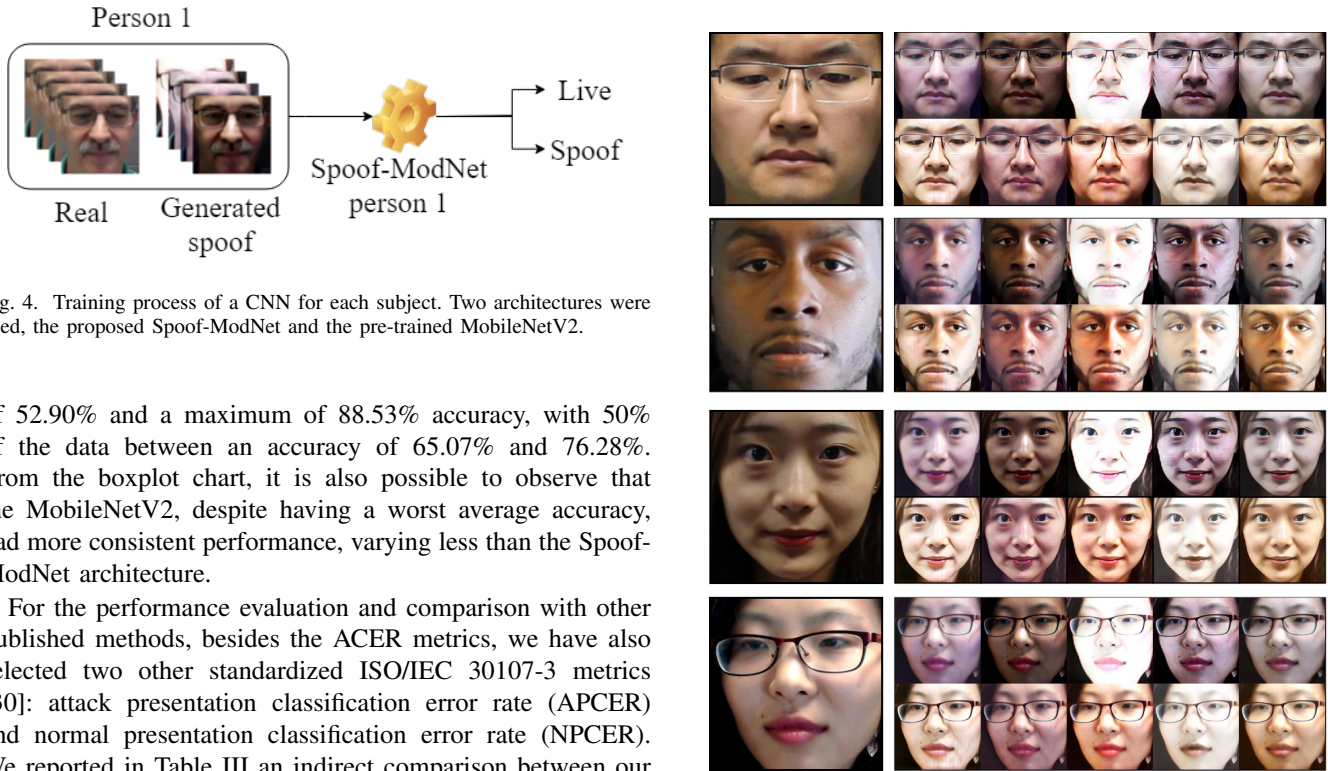 Person 1
Live
Spoof
Spoof-ModNet
person 1
Real
Generated
spoof
g. 4. Training process of a CNN for each subject. Two architectures were
ed, the proposed Spoof-ModNet and the pre-trained MobileNetV2.
f 52.90% and a maximum of 88.53% accuracy, with 50%
f the data between an accuracy of 65.07% and 76.28%.
rom the boxplot chart, it is also possible to observe that
e MobileNetV2, despite having a worst average accuracy,
ad more consistent performance, varying less than the Spoof-
ModNet architecture.
For the performance evaluation and comparison with other
ublished methods, besides the ACER metrics, we have also
elected two other standardized ISO/IEC 30107-3 metrics
30]: attack presentation classification error rate (APCER)
nd normal presentation classification error rate (NPCER).
We reported in Table III an indirect comparison between our